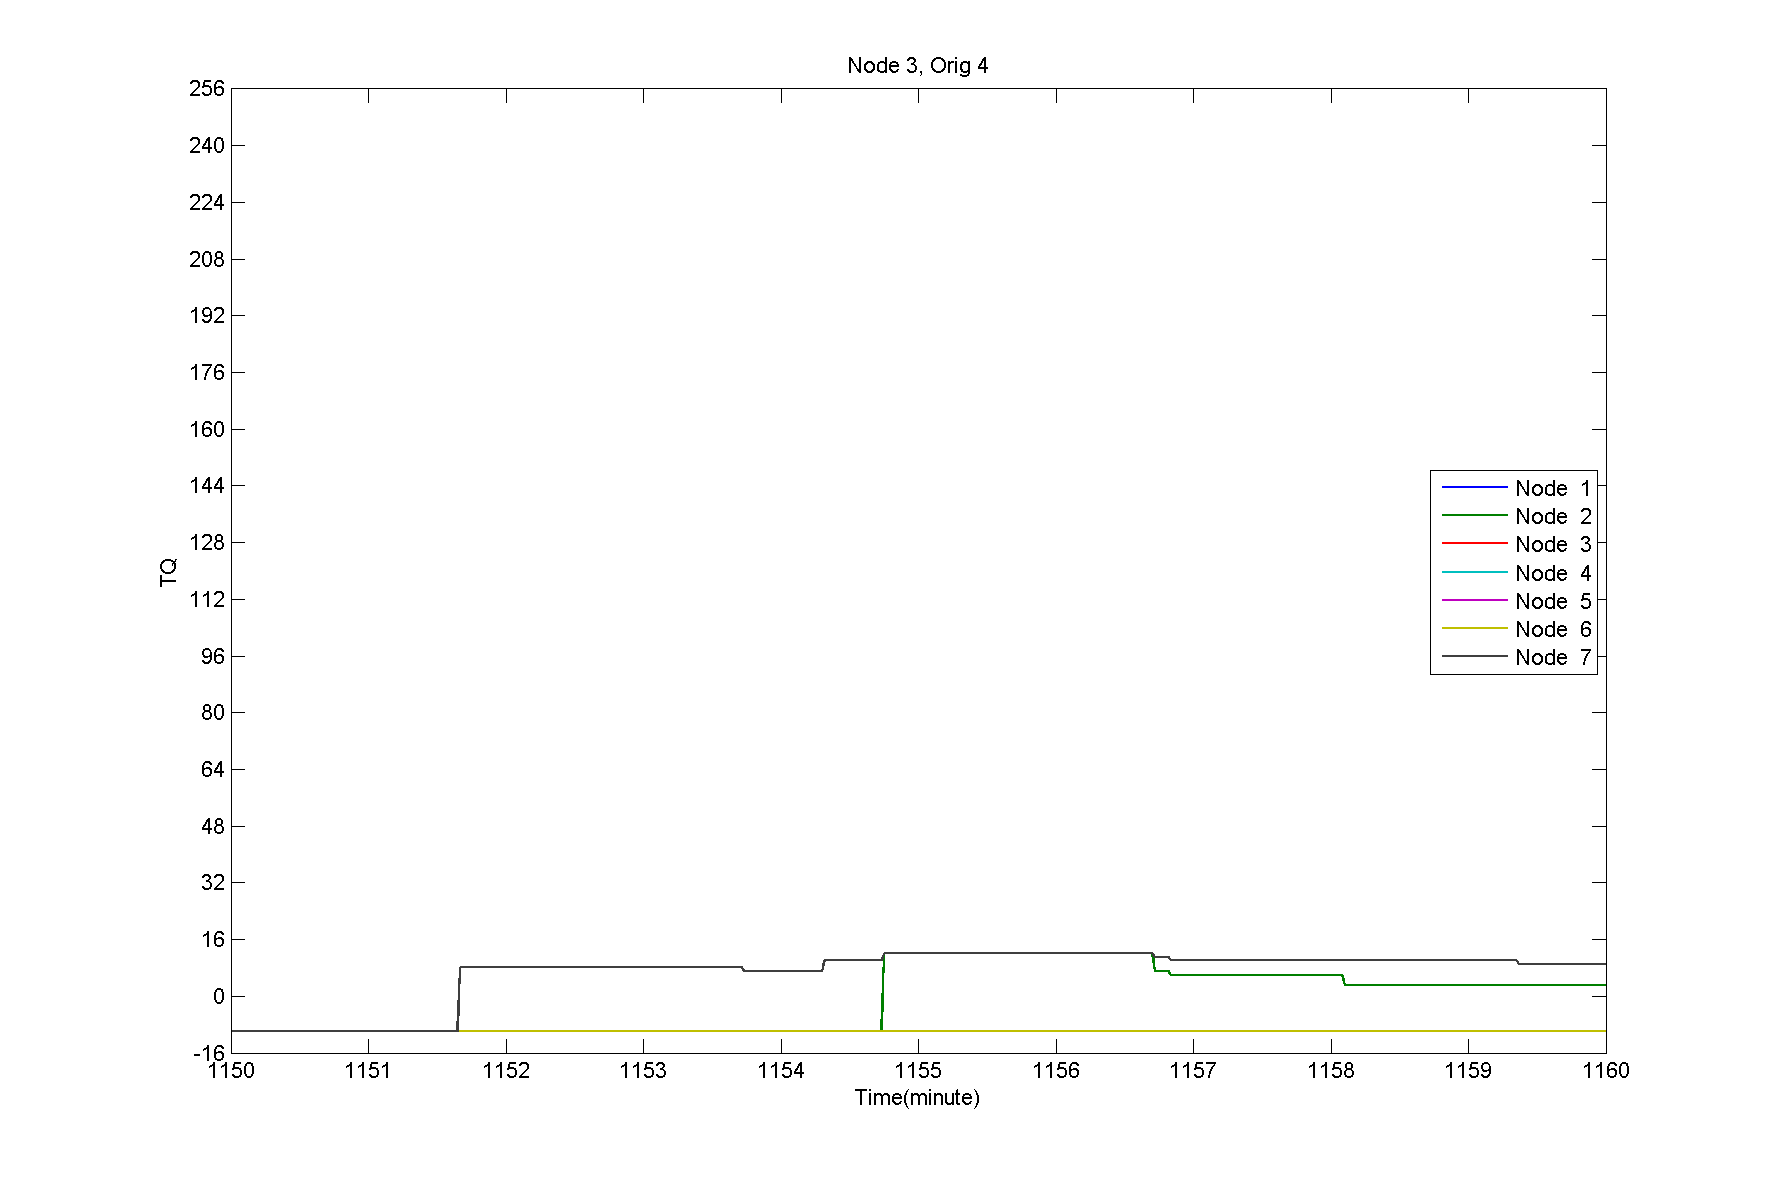 Node 3, Orig 4
256
240
224
208
192
176
160
144
128
112
96
80
64
48
32
16
0
-16
TQ
Node 1
Node 2
Node 3
Node 4
Node 5
Node 6
Node 7
1150 1151 1152 1153 1154 1155 1156 1157 1158 1159 1160
Time(minute)